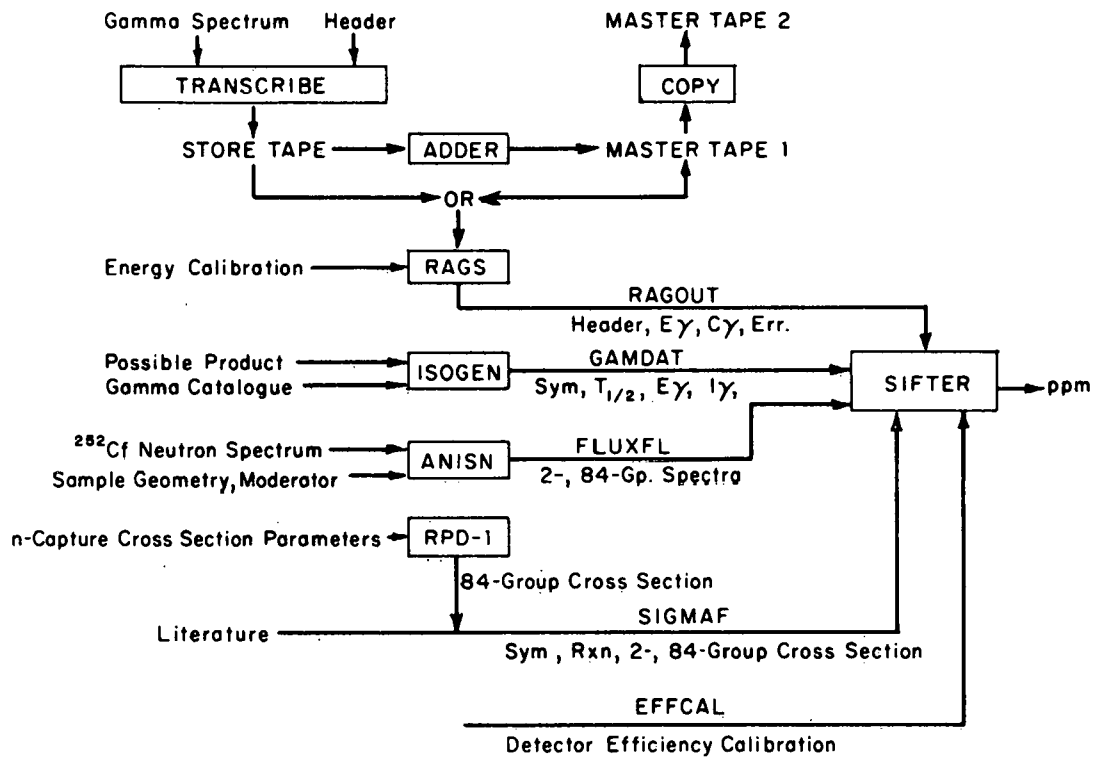 Gamma Spectrum Header
MASTER TAPE 2
TRANSCRIBE
COPY
STORE TAPE
ADDER
MASTER TAPE 1
OR
Energy Calibration
RAGS
RAGOUT
Header, Eγ, Cγ, Err.
Possible Product
Gamma Catalogue
ISOGEN
GAMDAT
Sym, T1/2, Eγ, Iγ,
SIFTER
ppm
252Cf Neutron Spectrum
Sample Geometry, Moderator
ANISN
FLUXFL
2-, 84-Gp. Spectra
n-Capture Cross Section Parameters
RPD-1
84-Group Cross Section
Literature
SIGMAF
Sym, Rxn, 2-, 84-Group Cross Section
EFFCAL
Detector Efficiency Calibration